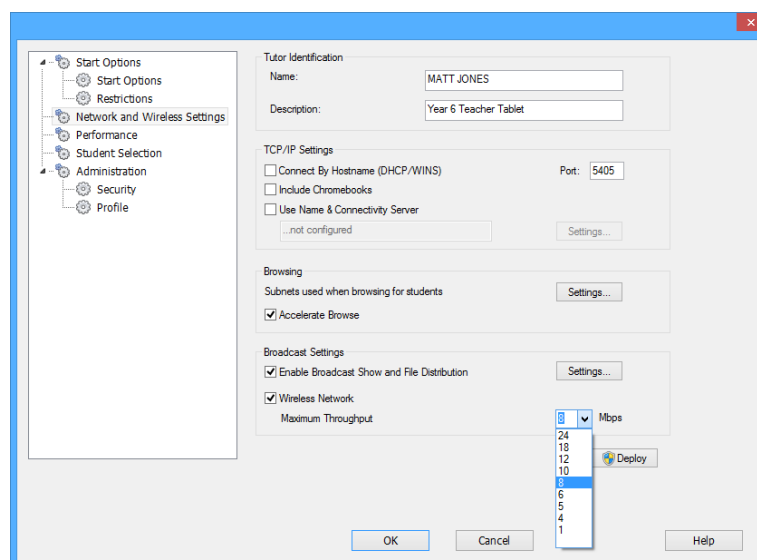 Start Options
Start Options
Restrictions
Network and Wireless Settings
Performance
Student Selection
Administration
Security
Profile
Tutor Identification
Name: MATT JONES
Description: Year 6 Teacher Tablet
TCP/IP Settings
Connect By Hostname (DHCP/WINS) Port: 5405
Include Chromebooks
Use Name & Connectivity Server
...not configured Settings...
Browsing
Subnets used when browsing for students Settings...
Accelerate Browse
Broadcast Settings
Enable Broadcast Show and File Distribution Settings...
Wireless Network
Maximum Throughput 8 Mbps
24
18
12
10
8
6
5
4
1
Deploy
OK Cancel Help